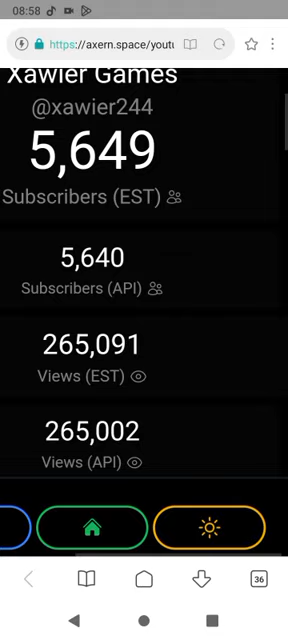 08:58
https://axern.space/yout
Xawier Games
@xawier244
5,649
Subscribers (EST)
5,640
Subscribers (API)
265,091
Views (EST)
265,002
Views (API)
36